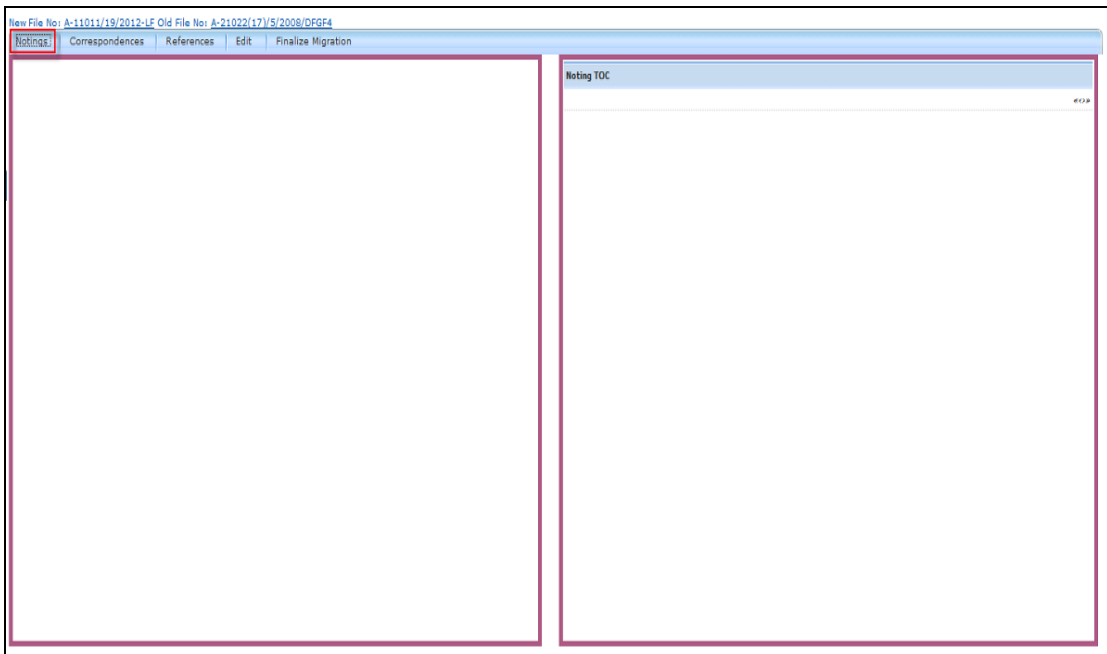 New File No: A-11011/19/2012-LF Old File No: A-21022(17)/5/2008/DFGF4
Notings Correspondences References Edit Finalize Migration
Noting TOC